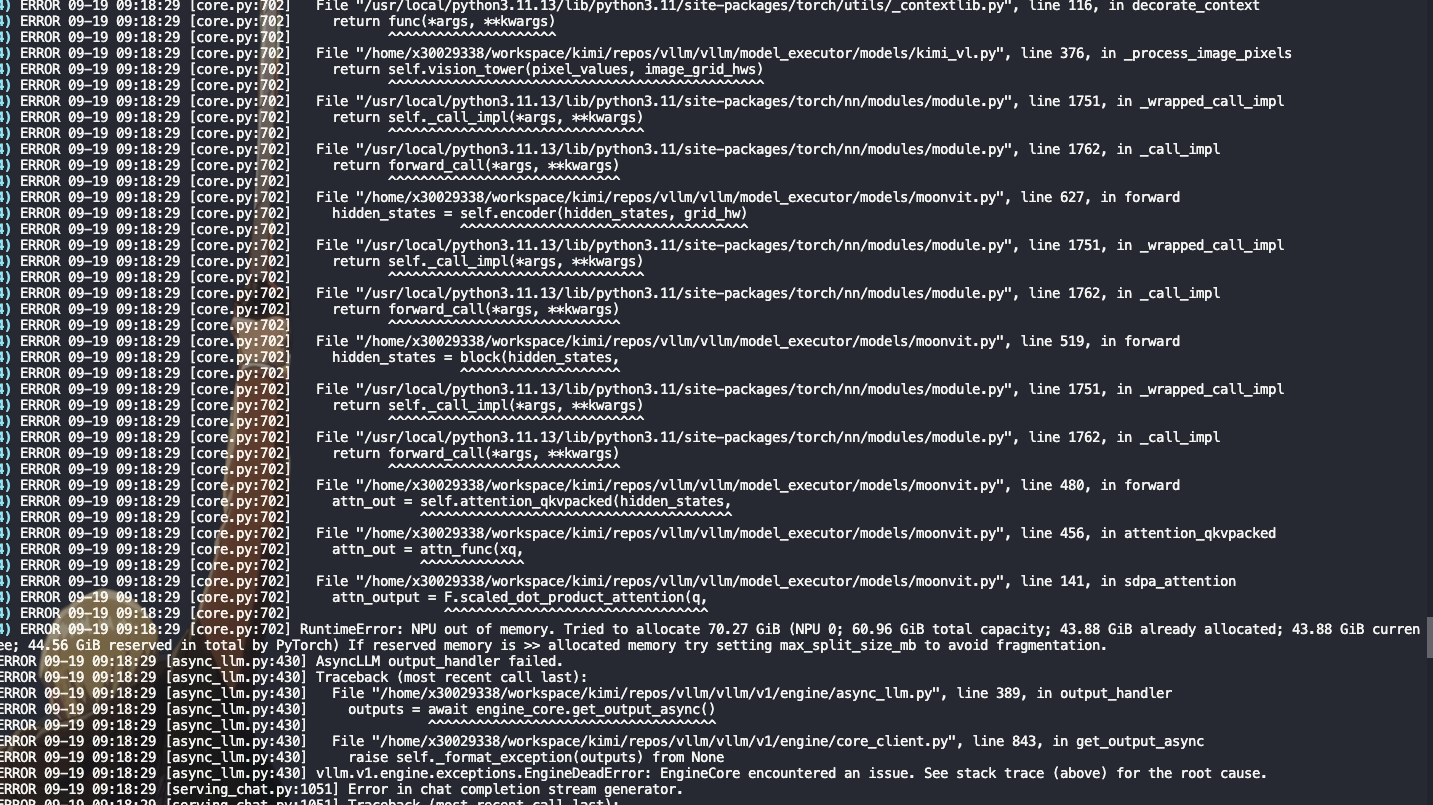 4) ERROR 09-19 09:18:29 [core.py:702]   File "/usr/local/python3.11.13/lib/python3.11/site-packages/torch/utils/_contextlib.py", line 116, in decorate_context
4) ERROR 09-19 09:18:29 [core.py:702]     return func(*args, **kwargs)
4) ERROR 09-19 09:18:29 [core.py:702]            ^^^^^^^^^^^^^^^^^^^^^
4) ERROR 09-19 09:18:29 [core.py:702]   File "/home/x30029338/workspace/kimi/repos/vllm/vllm/model_executor/models/kimi_vl.py", line 376, in _process_image_pixels
4) ERROR 09-19 09:18:29 [core.py:702]     return self.vision_tower(pixel_values, image_grid_hws)
4) ERROR 09-19 09:18:29 [core.py:702]            ^^^^^^^^^^^^^^^^^^^^^^^^^^^^^^^^^^^^^^^^^^^^^^^
4) ERROR 09-19 09:18:29 [core.py:702]   File "/usr/local/python3.11.13/lib/python3.11/site-packages/torch/nn/modules/module.py", line 1751, in _wrapped_call_impl
4) ERROR 09-19 09:18:29 [core.py:702]     return self._call_impl(*args, **kwargs)
4) ERROR 09-19 09:18:29 [core.py:702]            ^^^^^^^^^^^^^^^^^^^^^^^^^^^^^^^^
4) ERROR 09-19 09:18:29 [core.py:702]   File "/usr/local/python3.11.13/lib/python3.11/site-packages/torch/nn/modules/module.py", line 1762, in _call_impl
4) ERROR 09-19 09:18:29 [core.py:702]     return forward_call(*args, **kwargs)
4) ERROR 09-19 09:18:29 [core.py:702]            ^^^^^^^^^^^^^^^^^^^^^^^^^^^^^
4) ERROR 09-19 09:18:29 [core.py:702]   File "/home/x30029338/workspace/kimi/repos/vllm/vllm/model_executor/models/moonvit.py", line 627, in forward
4) ERROR 09-19 09:18:29 [core.py:702]     hidden_states = self.encoder(hidden_states, grid_hw)
4) ERROR 09-19 09:18:29 [core.py:702]                     ^^^^^^^^^^^^^^^^^^^^^^^^^^^^^^^^^^^^
4) ERROR 09-19 09:18:29 [core.py:702]   File "/usr/local/python3.11.13/lib/python3.11/site-packages/torch/nn/modules/module.py", line 1751, in _wrapped_call_impl
4) ERROR 09-19 09:18:29 [core.py:702]     return self._call_impl(*args, **kwargs)
4) ERROR 09-19 09:18:29 [core.py:702]            ^^^^^^^^^^^^^^^^^^^^^^^^^^^^^^^^
4) ERROR 09-19 09:18:29 [core.py:702]   File "/usr/local/python3.11.13/lib/python3.11/site-packages/torch/nn/modules/module.py", line 1762, in _call_impl
4) ERROR 09-19 09:18:29 [core.py:702]     return forward_call(*args, **kwargs)
4) ERROR 09-19 09:18:29 [core.py:702]            ^^^^^^^^^^^^^^^^^^^^^^^^^^^^^
4) ERROR 09-19 09:18:29 [core.py:702]   File "/home/x30029338/workspace/kimi/repos/vllm/vllm/model_executor/models/moonvit.py", line 519, in forward
4) ERROR 09-19 09:18:29 [core.py:702]     hidden_states = block(hidden_states,
4) ERROR 09-19 09:18:29 [core.py:702]                     ^^^^^^^^^^^^^^^^^^^^
4) ERROR 09-19 09:18:29 [core.py:702]   File "/usr/local/python3.11.13/lib/python3.11/site-packages/torch/nn/modules/module.py", line 1751, in _wrapped_call_impl
4) ERROR 09-19 09:18:29 [core.py:702]     return self._call_impl(*args, **kwargs)
4) ERROR 09-19 09:18:29 [core.py:702]            ^^^^^^^^^^^^^^^^^^^^^^^^^^^^^^^^
4) ERROR 09-19 09:18:29 [core.py:702]   File "/usr/local/python3.11.13/lib/python3.11/site-packages/torch/nn/modules/module.py", line 1762, in _call_impl
4) ERROR 09-19 09:18:29 [core.py:702]     return forward_call(*args, **kwargs)
4) ERROR 09-19 09:18:29 [core.py:702]            ^^^^^^^^^^^^^^^^^^^^^^^^^^^^^
4) ERROR 09-19 09:18:29 [core.py:702]   File "/home/x30029338/workspace/kimi/repos/vllm/vllm/model_executor/models/moonvit.py", line 480, in forward
4) ERROR 09-19 09:18:29 [core.py:702]     attn_out = self.attention_qkvpacked(hidden_states,
4) ERROR 09-19 09:18:29 [core.py:702]                ^^^^^^^^^^^^^^^^^^^^^^^^^^^^^^^^^^^^^^^
4) ERROR 09-19 09:18:29 [core.py:702]   File "/home/x30029338/workspace/kimi/repos/vllm/vllm/model_executor/models/moonvit.py", line 456, in attention_qkvpacked
4) ERROR 09-19 09:18:29 [core.py:702]     attn_out = attn_func(xq,
4) ERROR 09-19 09:18:29 [core.py:702]                ^^^^^^^^^^^^^
4) ERROR 09-19 09:18:29 [core.py:702]   File "/home/x30029338/workspace/kimi/repos/vllm/vllm/model_executor/models/moonvit.py", line 141, in sdpa_attention
4) ERROR 09-19 09:18:29 [core.py:702]     attn_output = F.scaled_dot_product_attention(q,
4) ERROR 09-19 09:18:29 [core.py:702]                   ^^^^^^^^^^^^^^^^^^^^^^^^^^^^^^^^^
4) ERROR 09-19 09:18:29 [core.py:702] RuntimeError: NPU out of memory. Tried to allocate 70.27 GiB (NPU 0; 60.96 GiB total capacity; 43.88 GiB already allocated; 43.88 GiB curren
ee; 44.56 GiB reserved in total by PyTorch) If reserved memory is >> allocated memory try setting max_split_size_mb to avoid fragmentation.
ERROR 09-19 09:18:29 [async_llm.py:430] AsyncLLM output_handler failed.
ERROR 09-19 09:18:29 [async_llm.py:430] Traceback (most recent call last):
ERROR 09-19 09:18:29 [async_llm.py:430]   File "/home/x30029338/workspace/kimi/repos/vllm/vllm/v1/engine/async_llm.py", line 389, in output_handler
ERROR 09-19 09:18:29 [async_llm.py:430]     outputs = await engine_core.get_output_async()
ERROR 09-19 09:18:29 [async_llm.py:430]               ^^^^^^^^^^^^^^^^^^^^^^^^^^^^^^^^^^^^
ERROR 09-19 09:18:29 [async_llm.py:430]   File "/home/x30029338/workspace/kimi/repos/vllm/vllm/v1/engine/core_client.py", line 843, in get_output_async
ERROR 09-19 09:18:29 [async_llm.py:430]     raise self._format_exception(outputs) from None
ERROR 09-19 09:18:29 [async_llm.py:430] vllm.v1.engine.exceptions.EngineDeadError: EngineCore encountered an issue. See stack trace (above) for the root cause.
ERROR 09-19 09:18:29 [serving_chat.py:1051] Error in chat completion stream generator.
ERROR 09-19 09:18:29 [serving_chat.py:1051] Traceback (most recent call last):